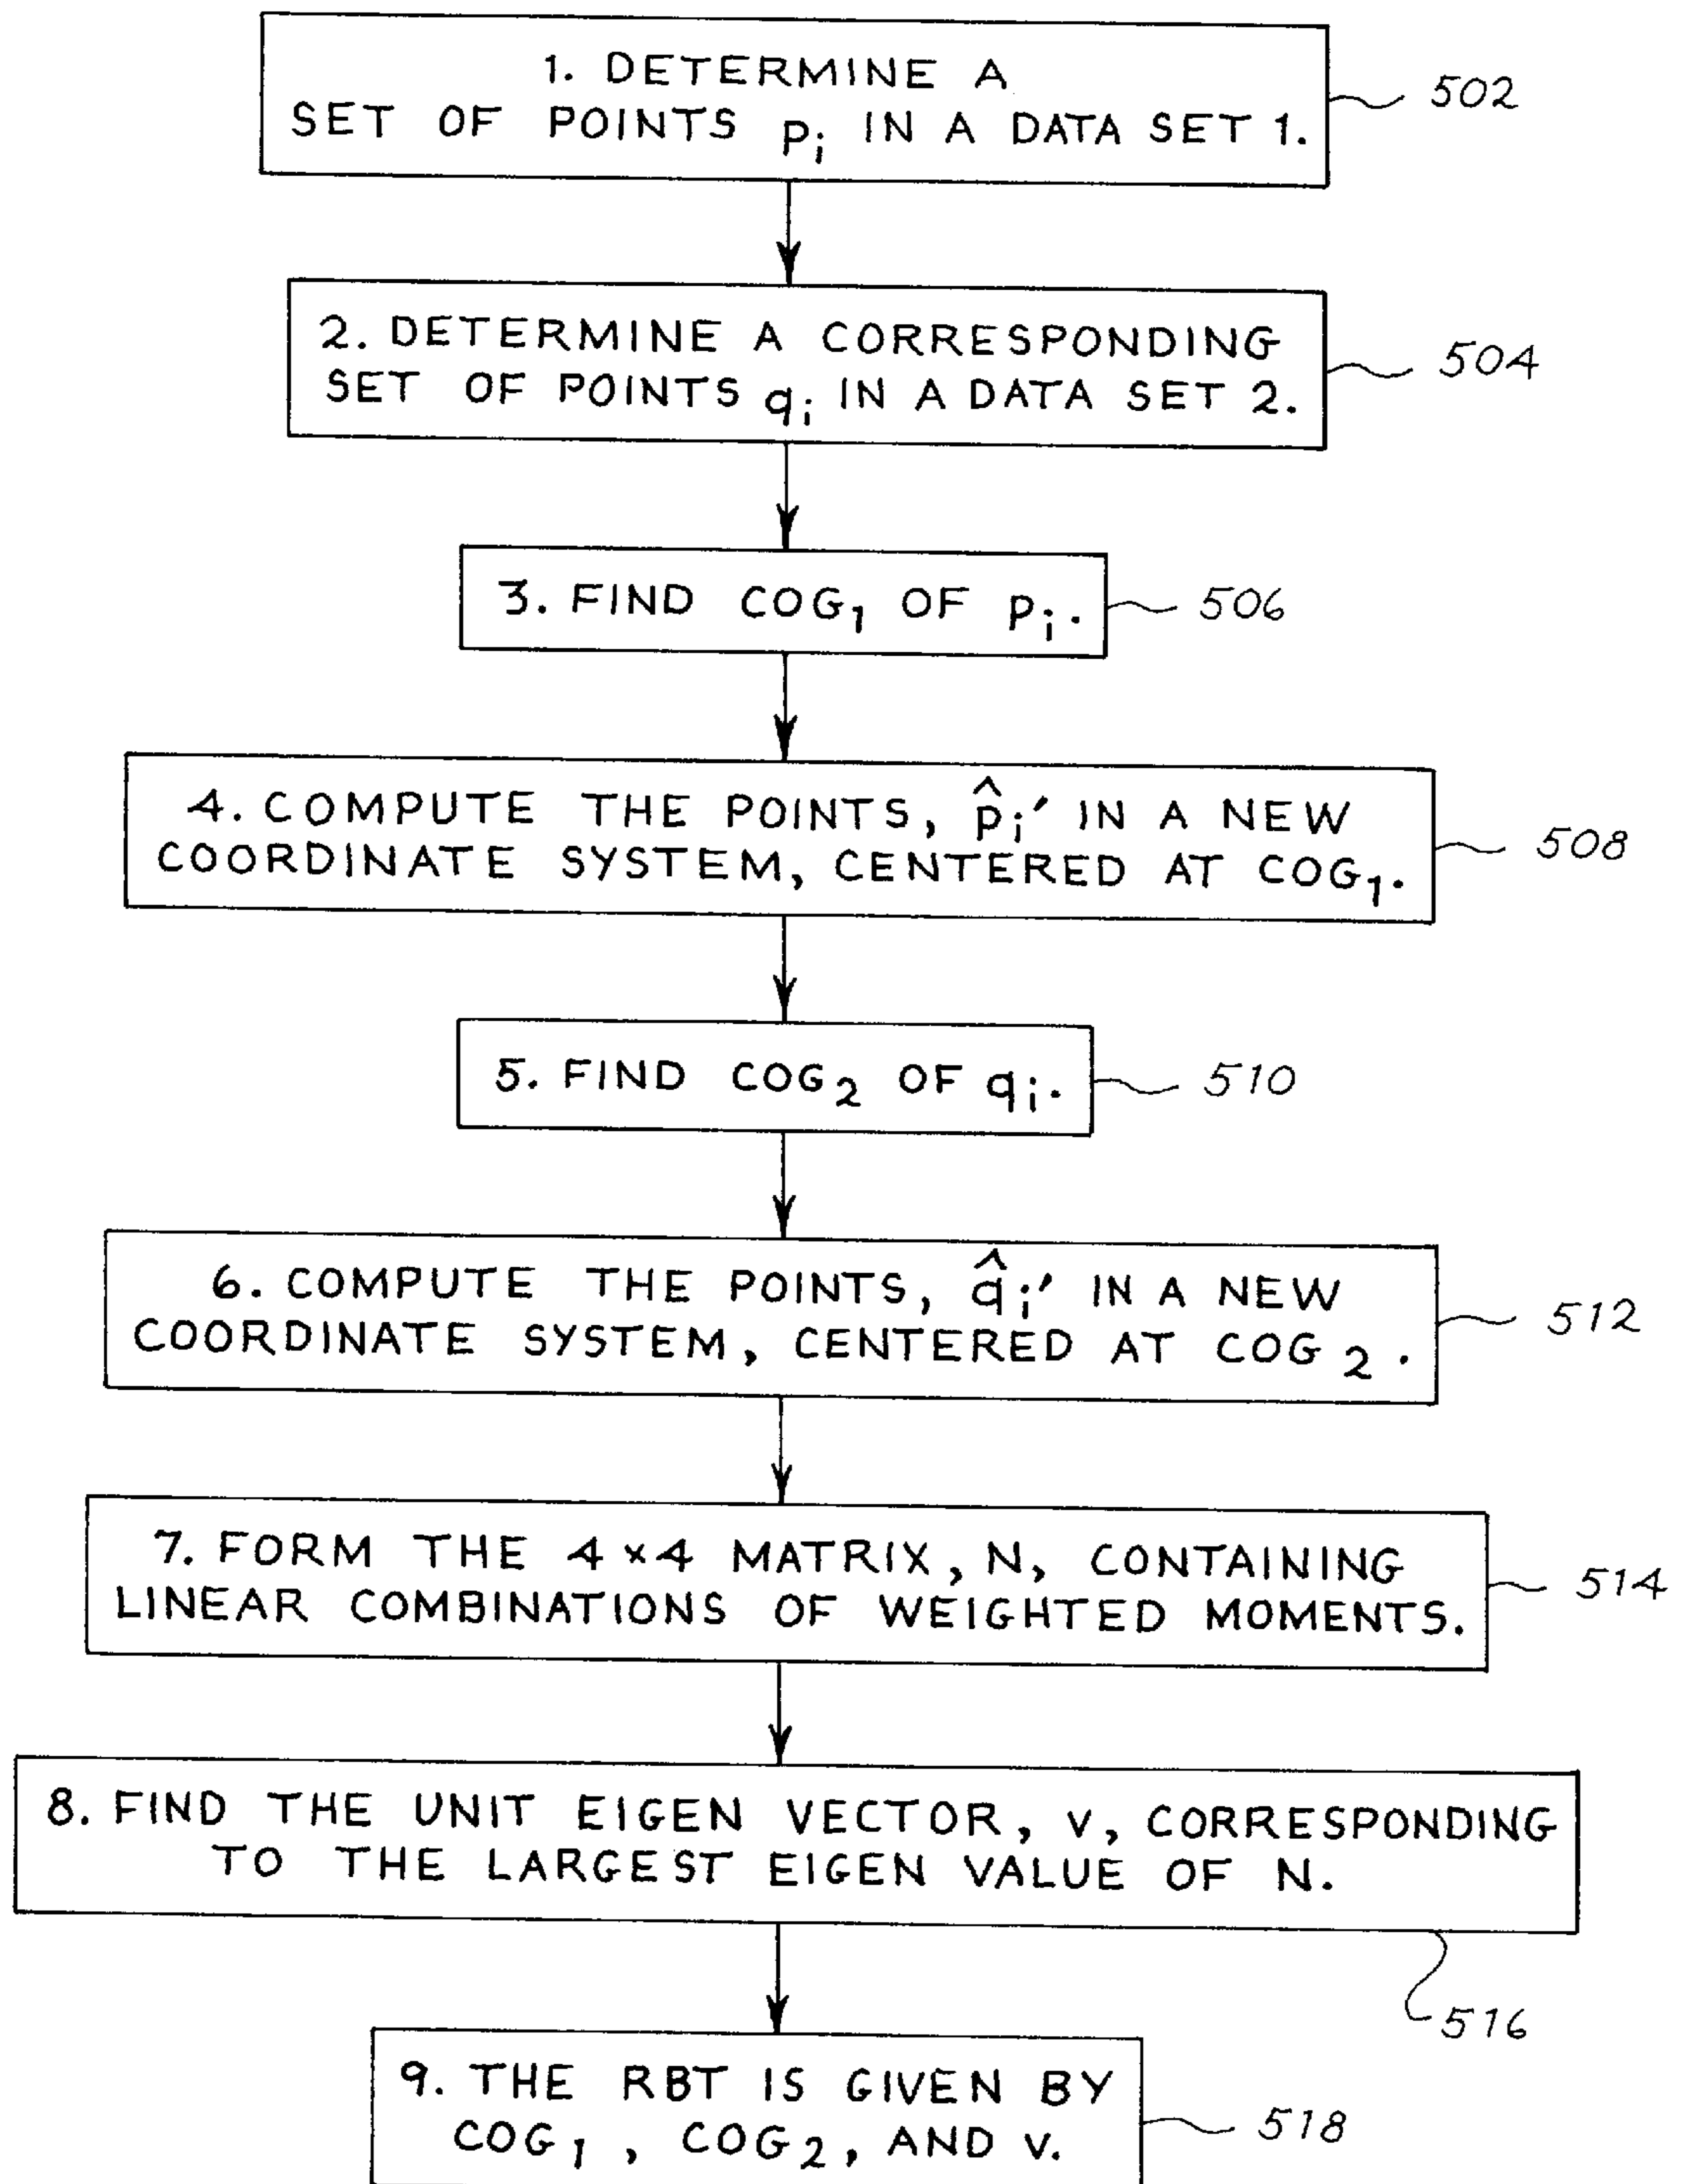 1. DETERMINE A
SET OF POINTS pᵢ IN A DATA SET 1.
502
2. DETERMINE A CORRESPONDING
SET OF POINTS qᵢ IN A DATA SET 2.
504
3. FIND COG₁ OF pᵢ.
506
4. COMPUTE THE POINTS, p̂ᵢ′ IN A NEW
COORDINATE SYSTEM, CENTERED AT COG₁.
508
5. FIND COG₂ OF qᵢ.
510
6. COMPUTE THE POINTS, q̂ᵢ′ IN A NEW
COORDINATE SYSTEM, CENTERED AT COG₂.
512
7. FORM THE 4×4 MATRIX, N, CONTAINING
LINEAR COMBINATIONS OF WEIGHTED MOMENTS.
514
8. FIND THE UNIT EIGEN VECTOR, v, CORRESPONDING
TO THE LARGEST EIGEN VALUE OF N.
516
9. THE RBT IS GIVEN BY
COG₁, COG₂, AND v.
518